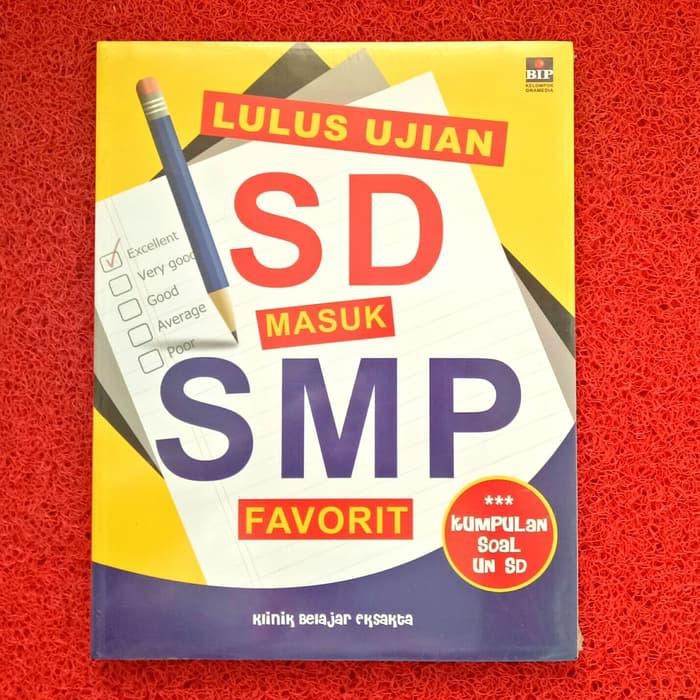 BIP
KELOMPOK
GRAMEDIA
LULUS UJIAN
SD
MASUK
SMP
FAVORIT
Excellent
Very good
Good
Average
Poor
***
KUMPULAN
SOAL
UN SD
Klinik Belajar Eksakta